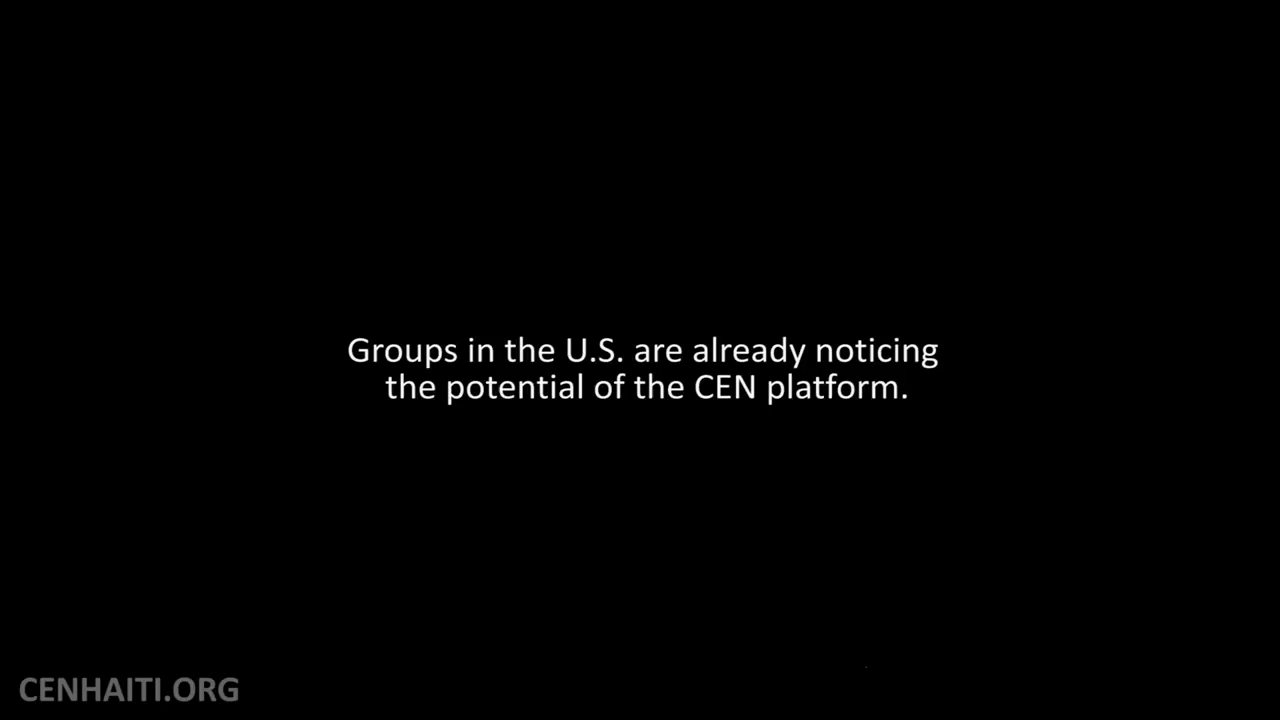 Groups in the U.S. are already noticing
the potential of the CEN platform.
CENHAITI.ORG